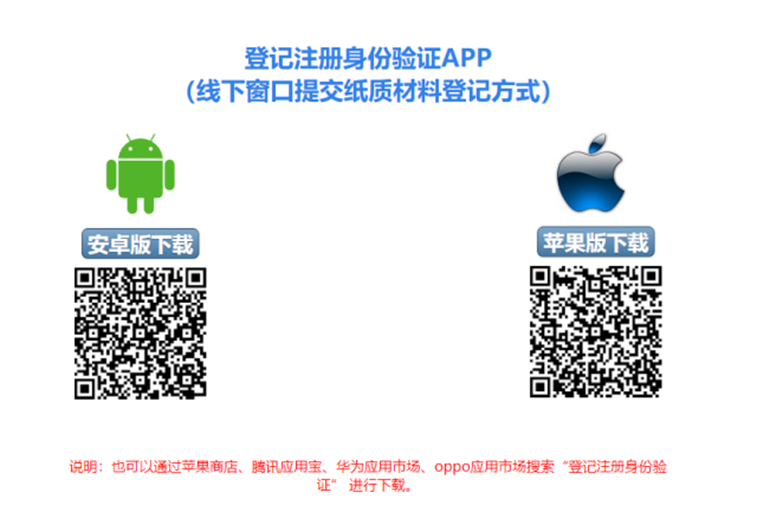 登记注册身份验证APP
（线下窗口提交纸质材料登记方式）
安卓版下载
苹果版下载
说明：也可以通过苹果商店、腾讯应用宝、华为应用市场、oppo应用市场搜索“登记注册身份验
证” 进行下载。